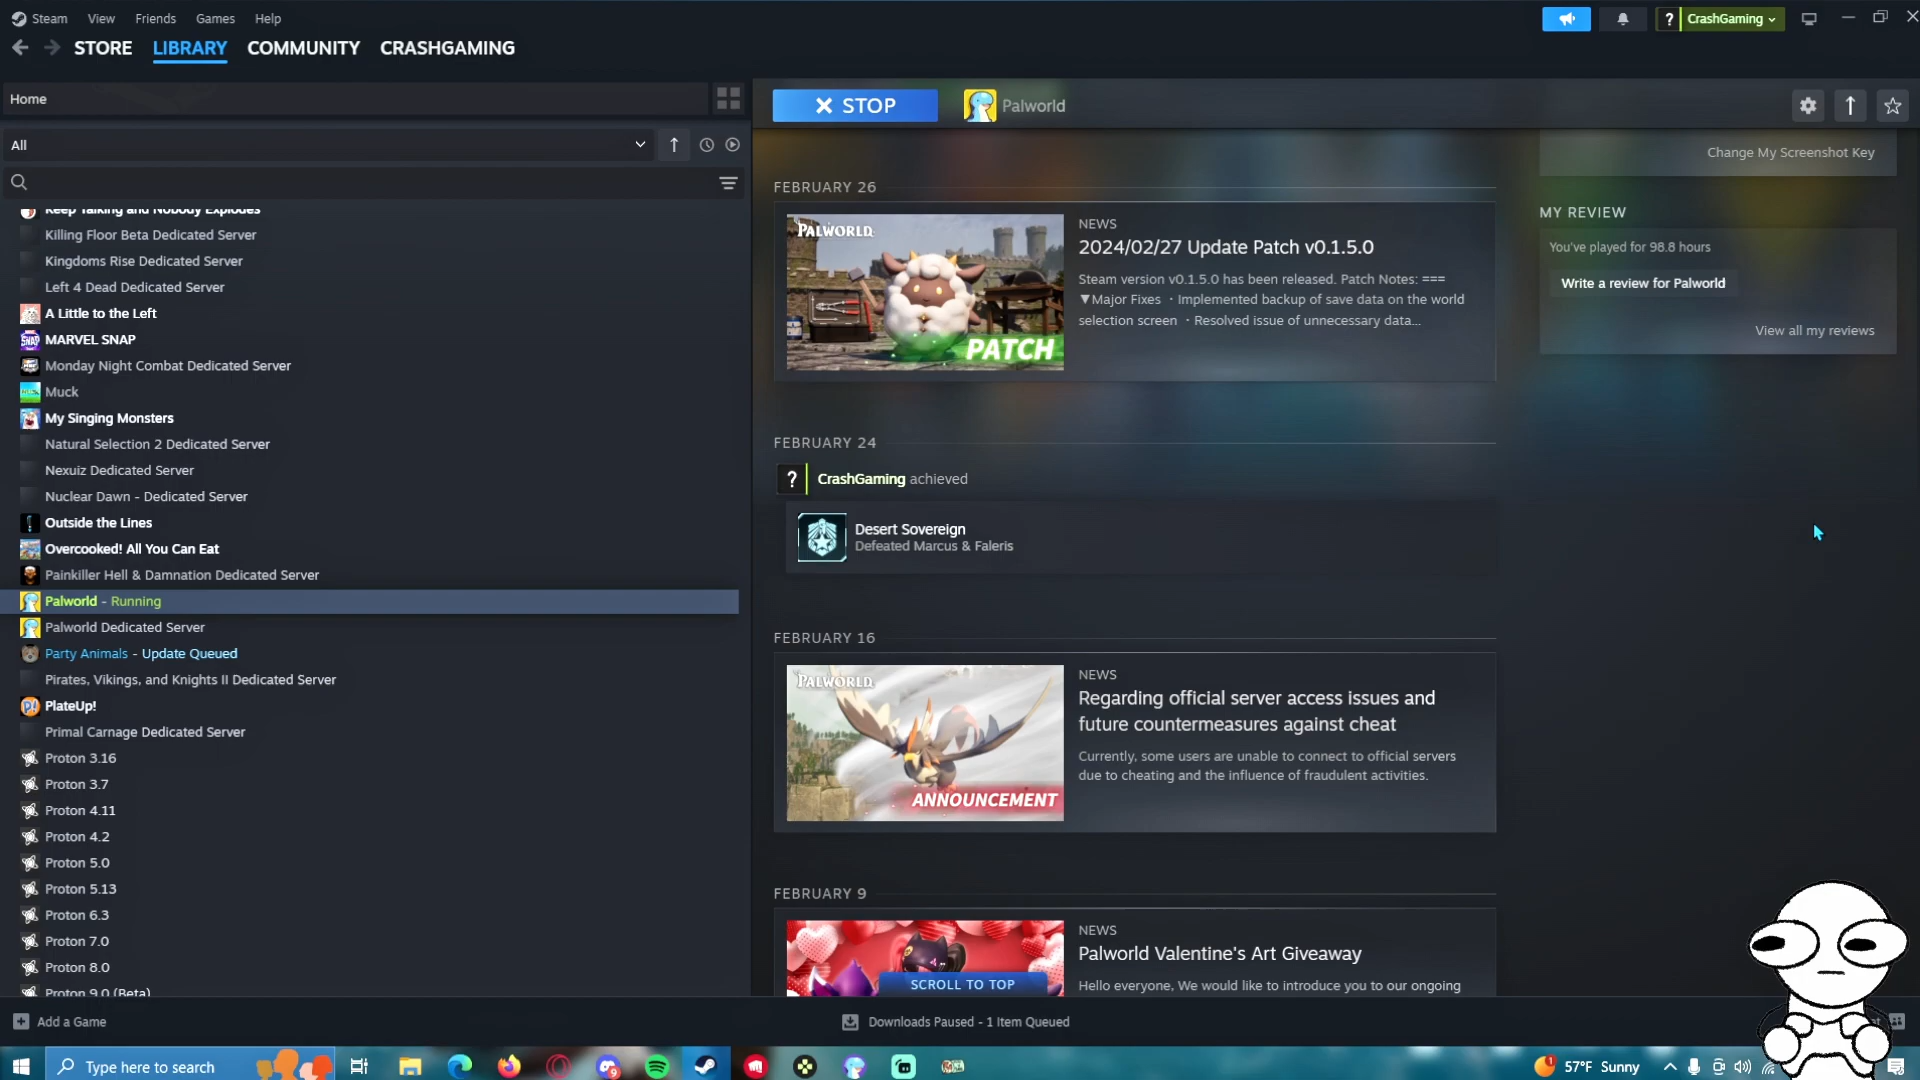 Steam View Friends Games Help
? CrashGaming
STORE LIBRARY COMMUNITY CRASHGAMING
Home
STOP
Palworld
All
Change My Screenshot Key
Keep Talking and Nobody Explodes
Killing Floor Beta Dedicated Server
Kingdoms Rise Dedicated Server
Left 4 Dead Dedicated Server
A Little to the Left
MARVEL SNAP
Monday Night Combat Dedicated Server
Muck
My Singing Monsters
Natural Selection 2 Dedicated Server
Nexuiz Dedicated Server
Nuclear Dawn - Dedicated Server
Outside the Lines
Overcooked! All You Can Eat
Painkiller Hell & Damnation Dedicated Server
Palworld - Running
Palworld Dedicated Server
Party Animals - Update Queued
Pirates, Vikings, and Knights II Dedicated Server
PlateUp!
Primal Carnage Dedicated Server
Proton 3.16
Proton 3.7
Proton 4.11
Proton 4.2
Proton 5.0
Proton 5.13
Proton 6.3
Proton 7.0
Proton 8.0
Proton 9.0 (Beta)
FEBRUARY 26
PALWORLD
PATCH
NEWS
2024/02/27 Update Patch v0.1.5.0
Steam version v0.1.5.0 has been released. Patch Notes: ===
▼Major Fixes ・Implemented backup of save data on the world
selection screen ・Resolved issue of unnecessary data...
MY REVIEW
You've played for 98.8 hours
Write a review for Palworld
View all my reviews
FEBRUARY 24
? CrashGaming achieved
Desert Sovereign
Defeated Marcus & Faleris
FEBRUARY 16
PALWORLD
ANNOUNCEMENT
NEWS
Regarding official server access issues and
future countermeasures against cheat
Currently, some users are unable to connect to official servers
due to cheating and the influence of fraudulent activities.
FEBRUARY 9
NEWS
Palworld Valentine's Art Giveaway
Hello everyone, We would like to introduce you to our ongoing
SCROLL TO TOP
Add a Game
Downloads Paused - 1 Item Queued
Type here to search
57°F Sunny